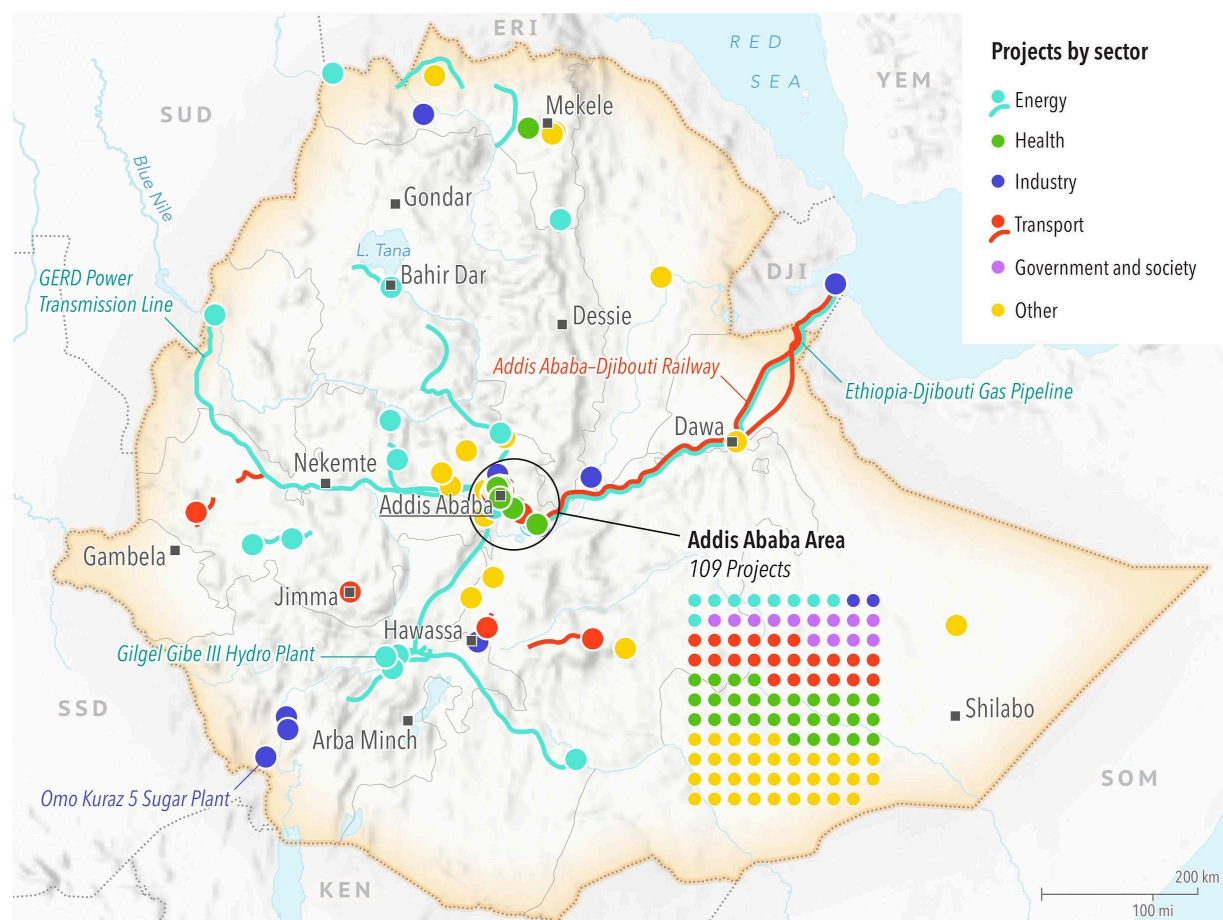 ERI
RED
SEA
YEM
SUD
Mekele
Blue Nile
Gondar
L. Tana
Bahir Dar
DJI
GERD Power
Transmission Line
Dessie
Addis Ababa–Djibouti Railway
Ethiopia-Djibouti Gas Pipeline
Dawa
Nekemte
Addis Ababa
Gambela
Addis Ababa Area
109 Projects
Jimma
Hawassa
Gilgel Gibe III Hydro Plant
SSD
Arba Minch
Shilabo
SOM
Omo Kuraz 5 Sugar Plant
KEN
200 km
100 mi
Projects by sector
Energy
Health
Industry
Transport
Government and society
Other